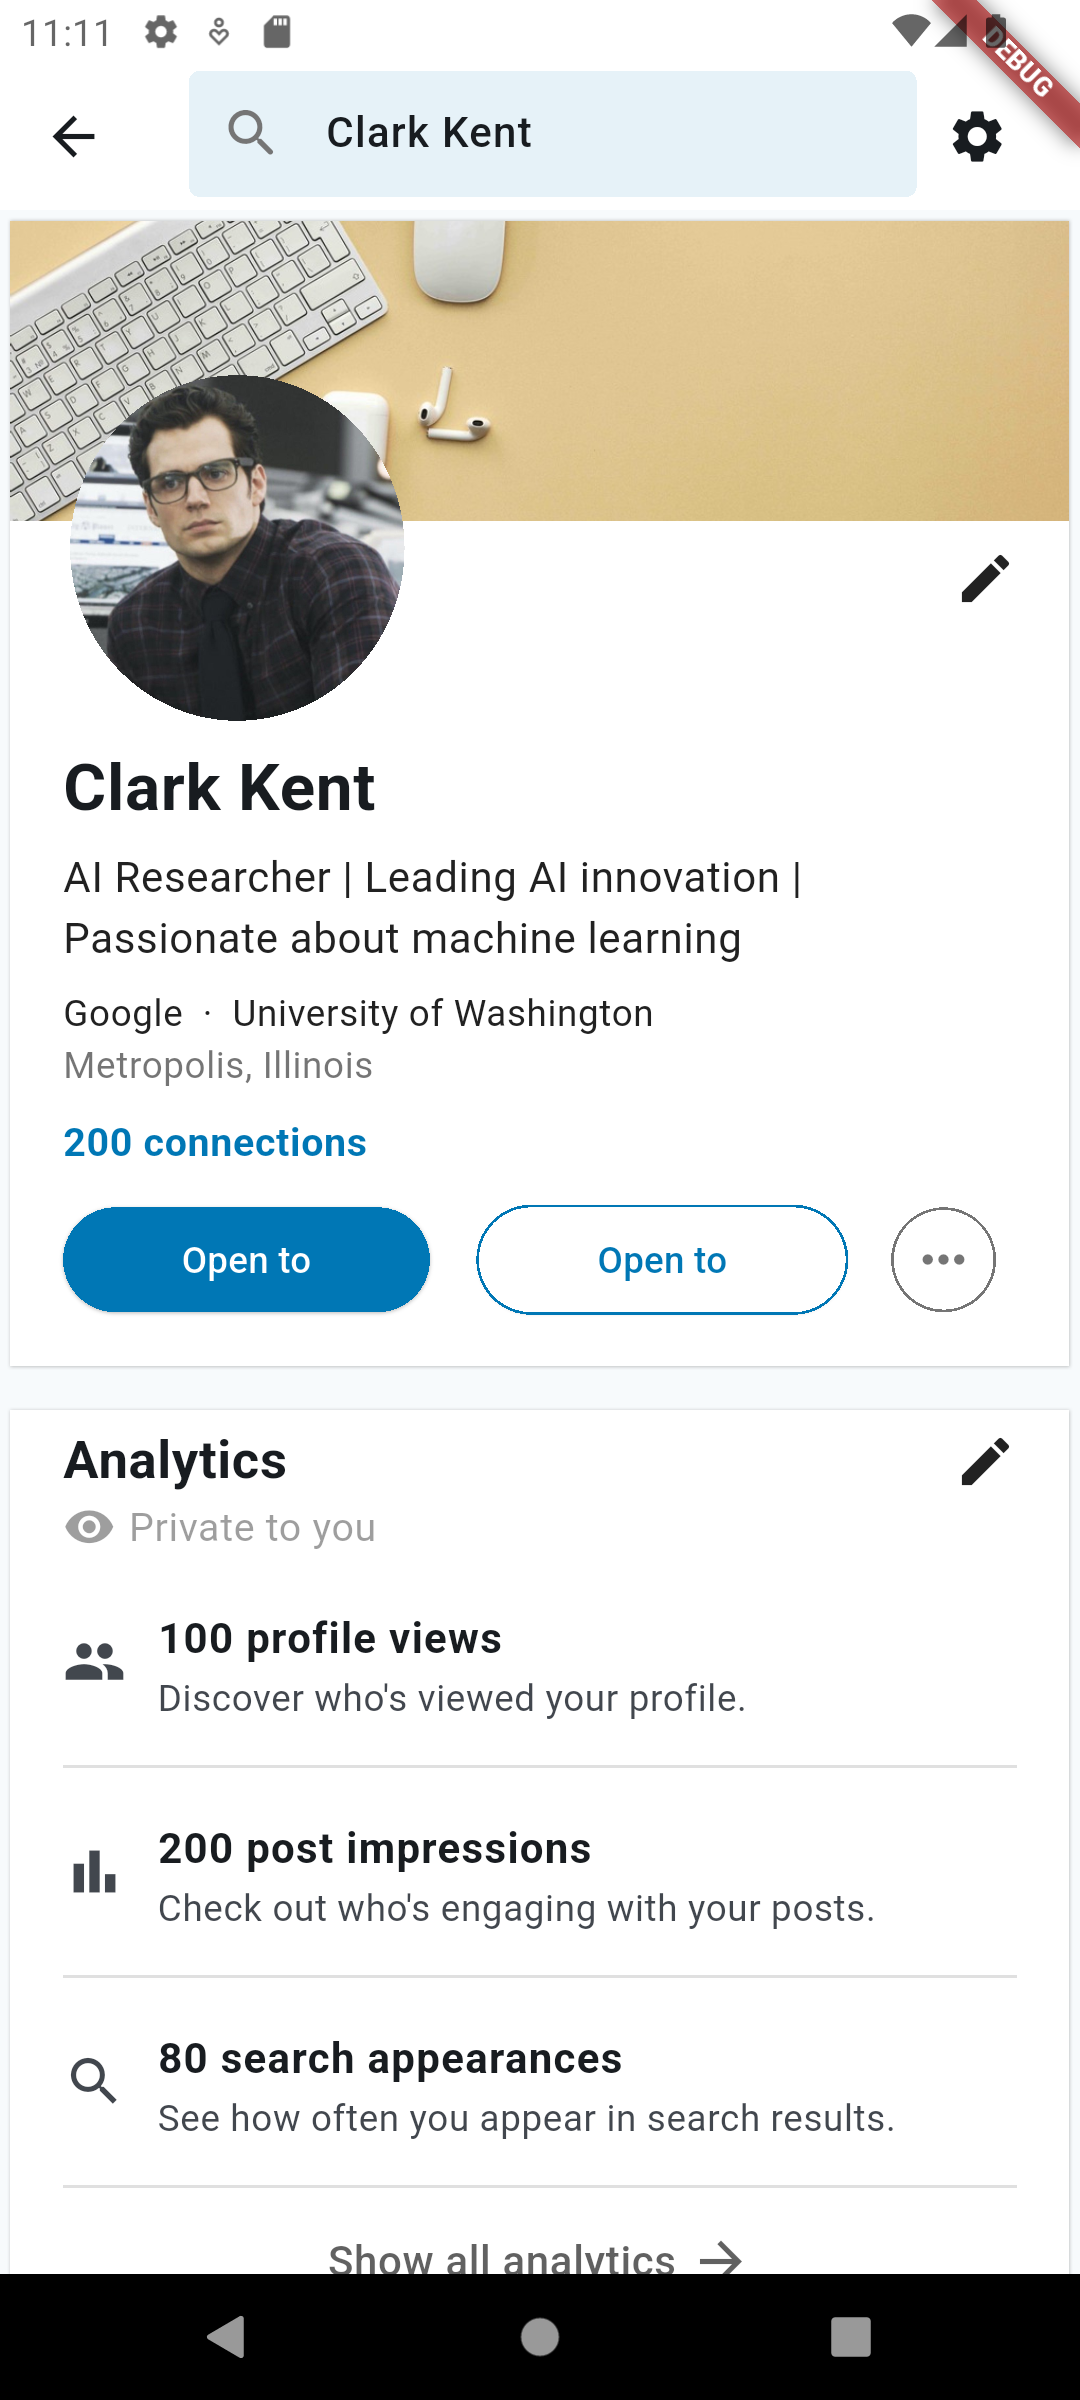 11:11
DEBUG
Clark Kent
Clark Kent
AI Researcher | Leading AI innovation |
Passionate about machine learning
Google · University of Washington
Metropolis, Illinois
200 connections
Open to
Open to
Analytics
Private to you
100 profile views
Discover who's viewed your profile.
200 post impressions
Check out who's engaging with your posts.
80 search appearances
See how often you appear in search results.
Show all analytics